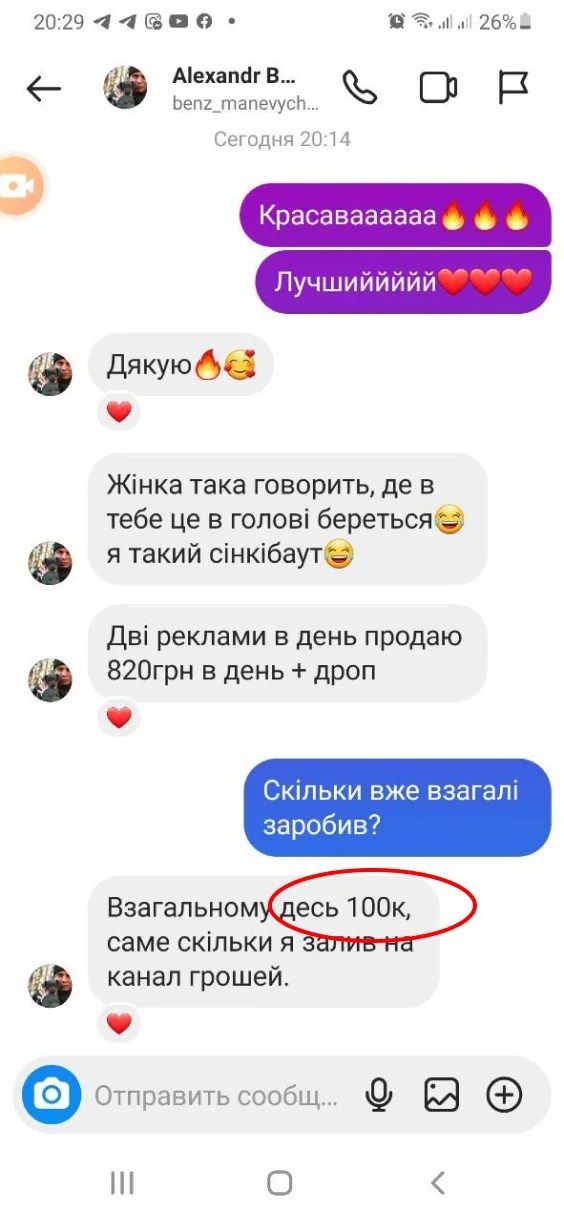 20:29
26%
Alexandr B...
benz_manevych...
Сегодня 20:14
Красаваааааа🔥🔥🔥
Лучшиййййй❤️❤️❤️
Дякую🔥🥰
Жінка така говорить, де в
тебе це в голові береться😂
я такий сінкібаут😂
Дві реклами в день продаю
820грн в день + дроп
Скільки вже взагалі
заробив?
Взагальному десь 100к,
саме скільки я залив на
канал грошей.
Отправить сообщ...